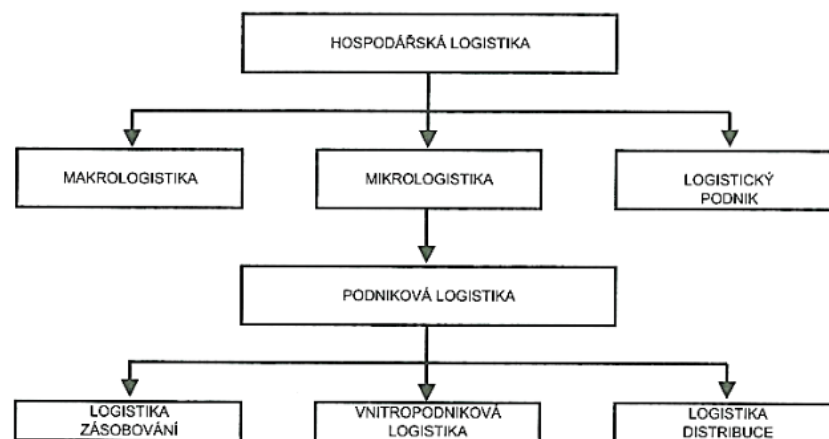 HOSPODÁŘSKÁ LOGISTIKA
MAKROLOGISTIKA
MIKROLOGISTIKA
LOGISTICKÝ
PODNIK
PODNIKOVÁ LOGISTIKA
LOGISTIKA
ZÁSOBOVÁNÍ
VNITROPODNIKOVÁ
LOGISTIKA
LOGISTIKA
DISTRIBUCE